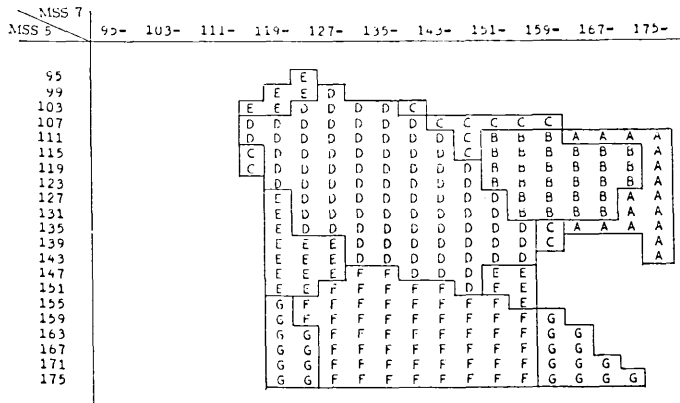 MSS 7
MSS 5 95- 103- 111- 119- 127- 135- 143- 151- 159- 167- 175-
95 E
99 E E D
103 E E D D D D C
107 D D D D D D D C C C C C
111 D D D D D D D D C B B B A A A A
115 C D D D D D D D C B B B B B B A
119 C D D D D D D D D B B B B B B A
123 D D D D D D D D B B B B B B A
127 E D D D D D D D D B B B B A A
131 E D D D D D D D D B B B B A A
135 E D D D D D D D D D C A A A A
139 E E E D D D D D D D C A
143 E E E D D D D D D D A
147 E E E F F D D D E E
151 E E F F F F F D F E
155 G F F F F F F F F E
159 G F F F F F F F F F G
163 G G F F F F F F F F G G
167 G G F F F F F F F F G G
171 G G F F F F F F F F G G G
175 G G F F F F F F F F G G G G